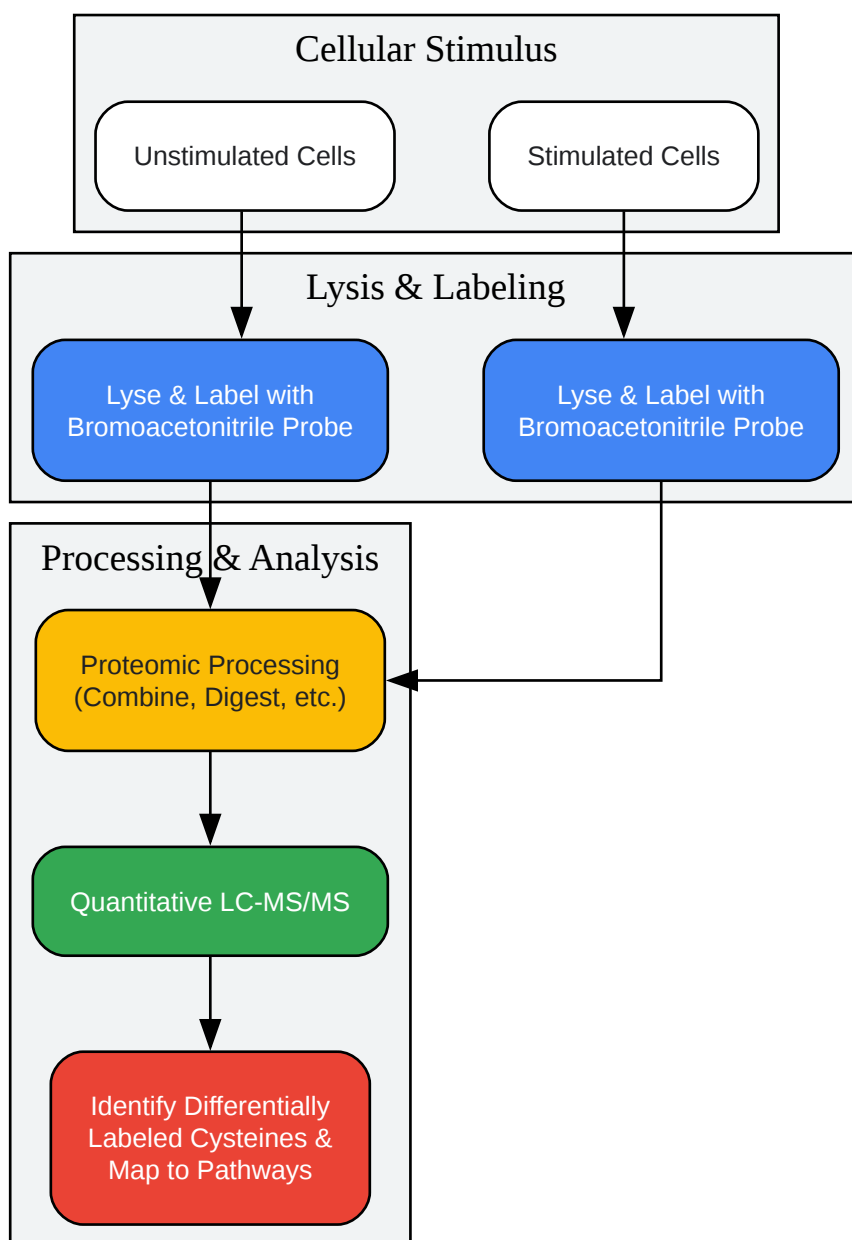 Cellular Stimulus
Unstimulated Cells
Stimulated Cells
Lysis & Labeling
Lyse & Label with
Bromoacetonitrile Probe
Lyse & Label with
Bromoacetonitrile Probe
Processing & Analysis
Proteomic Processing
(Combine, Digest, etc.)
Quantitative LC-MS/MS
Identify Differentially
Labeled Cysteines &
Map to Pathways